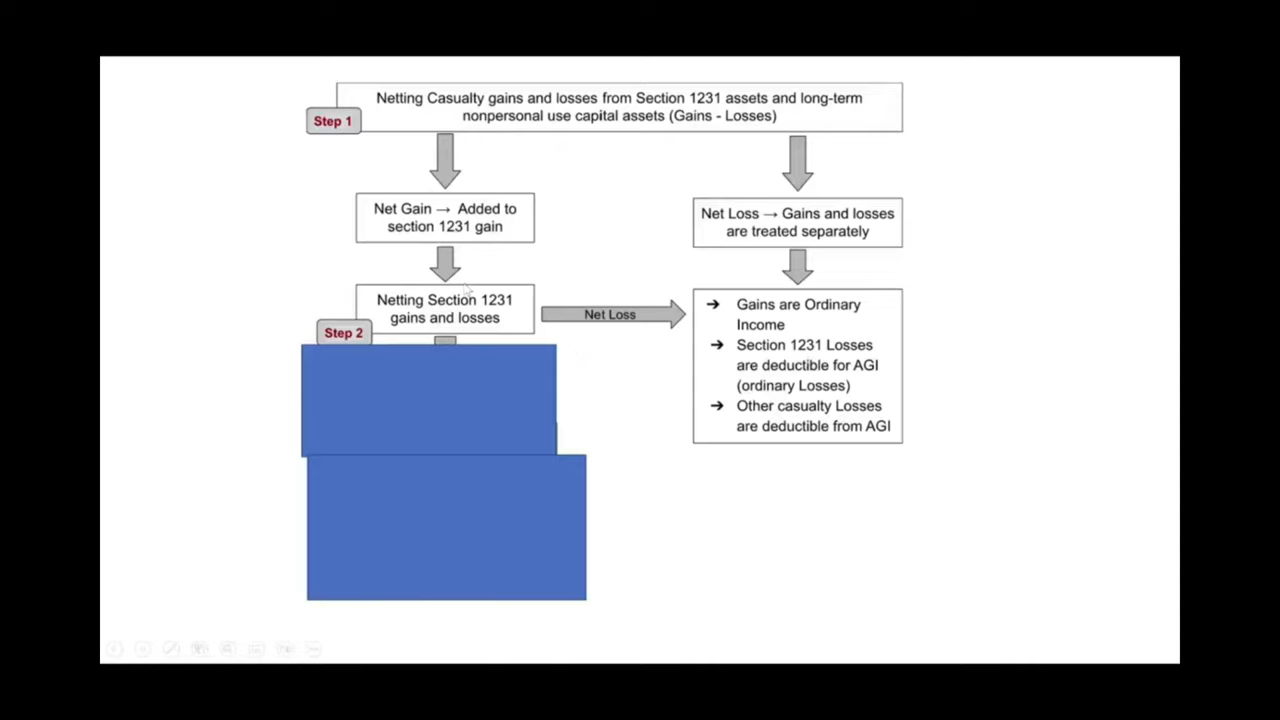 Netting Casualty gains and losses from Section 1231 assets and long-term
nonpersonal use capital assets (Gains - Losses)
Step 1
Net Gain → Added to
section 1231 gain
Net Loss → Gains and losses
are treated separately
Netting Section 1231
gains and losses
Step 2
Net Loss
➔ Gains are Ordinary
Income
➔ Section 1231 Losses
are deductible for AGI
(ordinary Losses)
➔ Other casualty Losses
are deductible from AGI